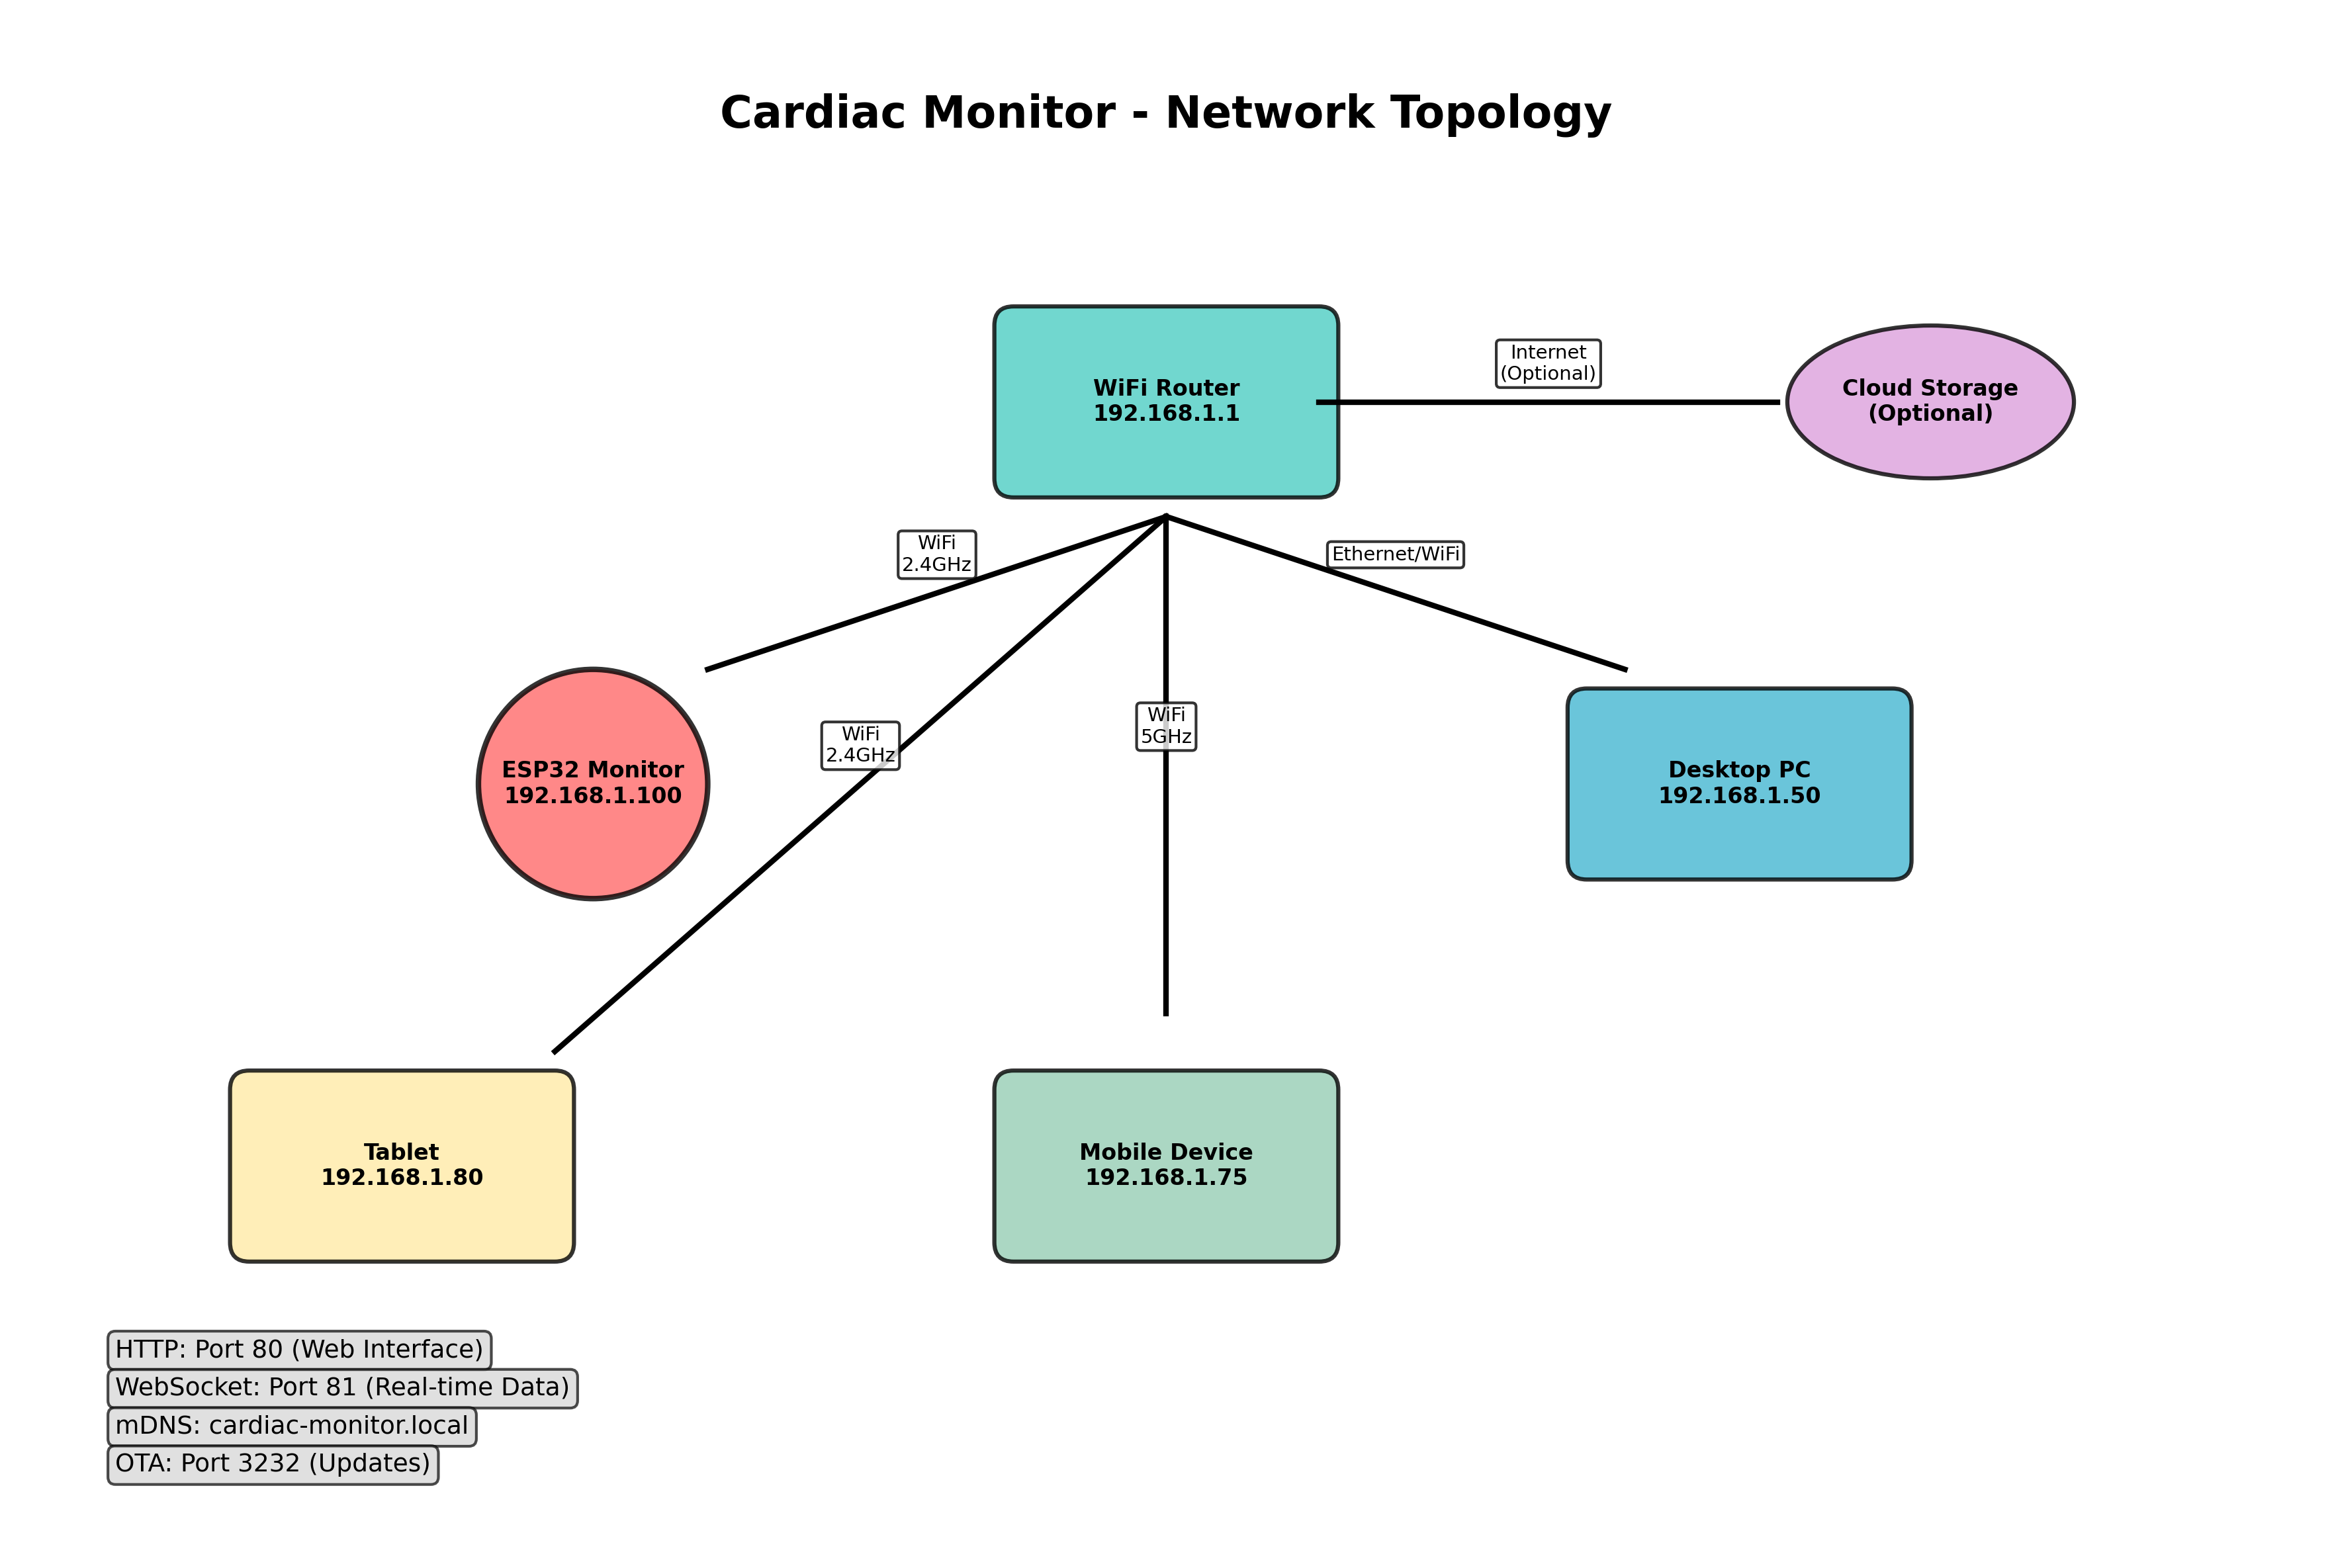 Cardiac Monitor - Network Topology
WiFi Router
192.168.1.1
Internet
(Optional)
Cloud Storage
(Optional)
WiFi
2.4GHz
Ethernet/WiFi
WiFi
2.4GHz
WiFi
5GHz
ESP32 Monitor
192.168.1.100
Desktop PC
192.168.1.50
Tablet
192.168.1.80
Mobile Device
192.168.1.75
HTTP: Port 80 (Web Interface)
WebSocket: Port 81 (Real-time Data)
mDNS: cardiac-monitor.local
OTA: Port 3232 (Updates)